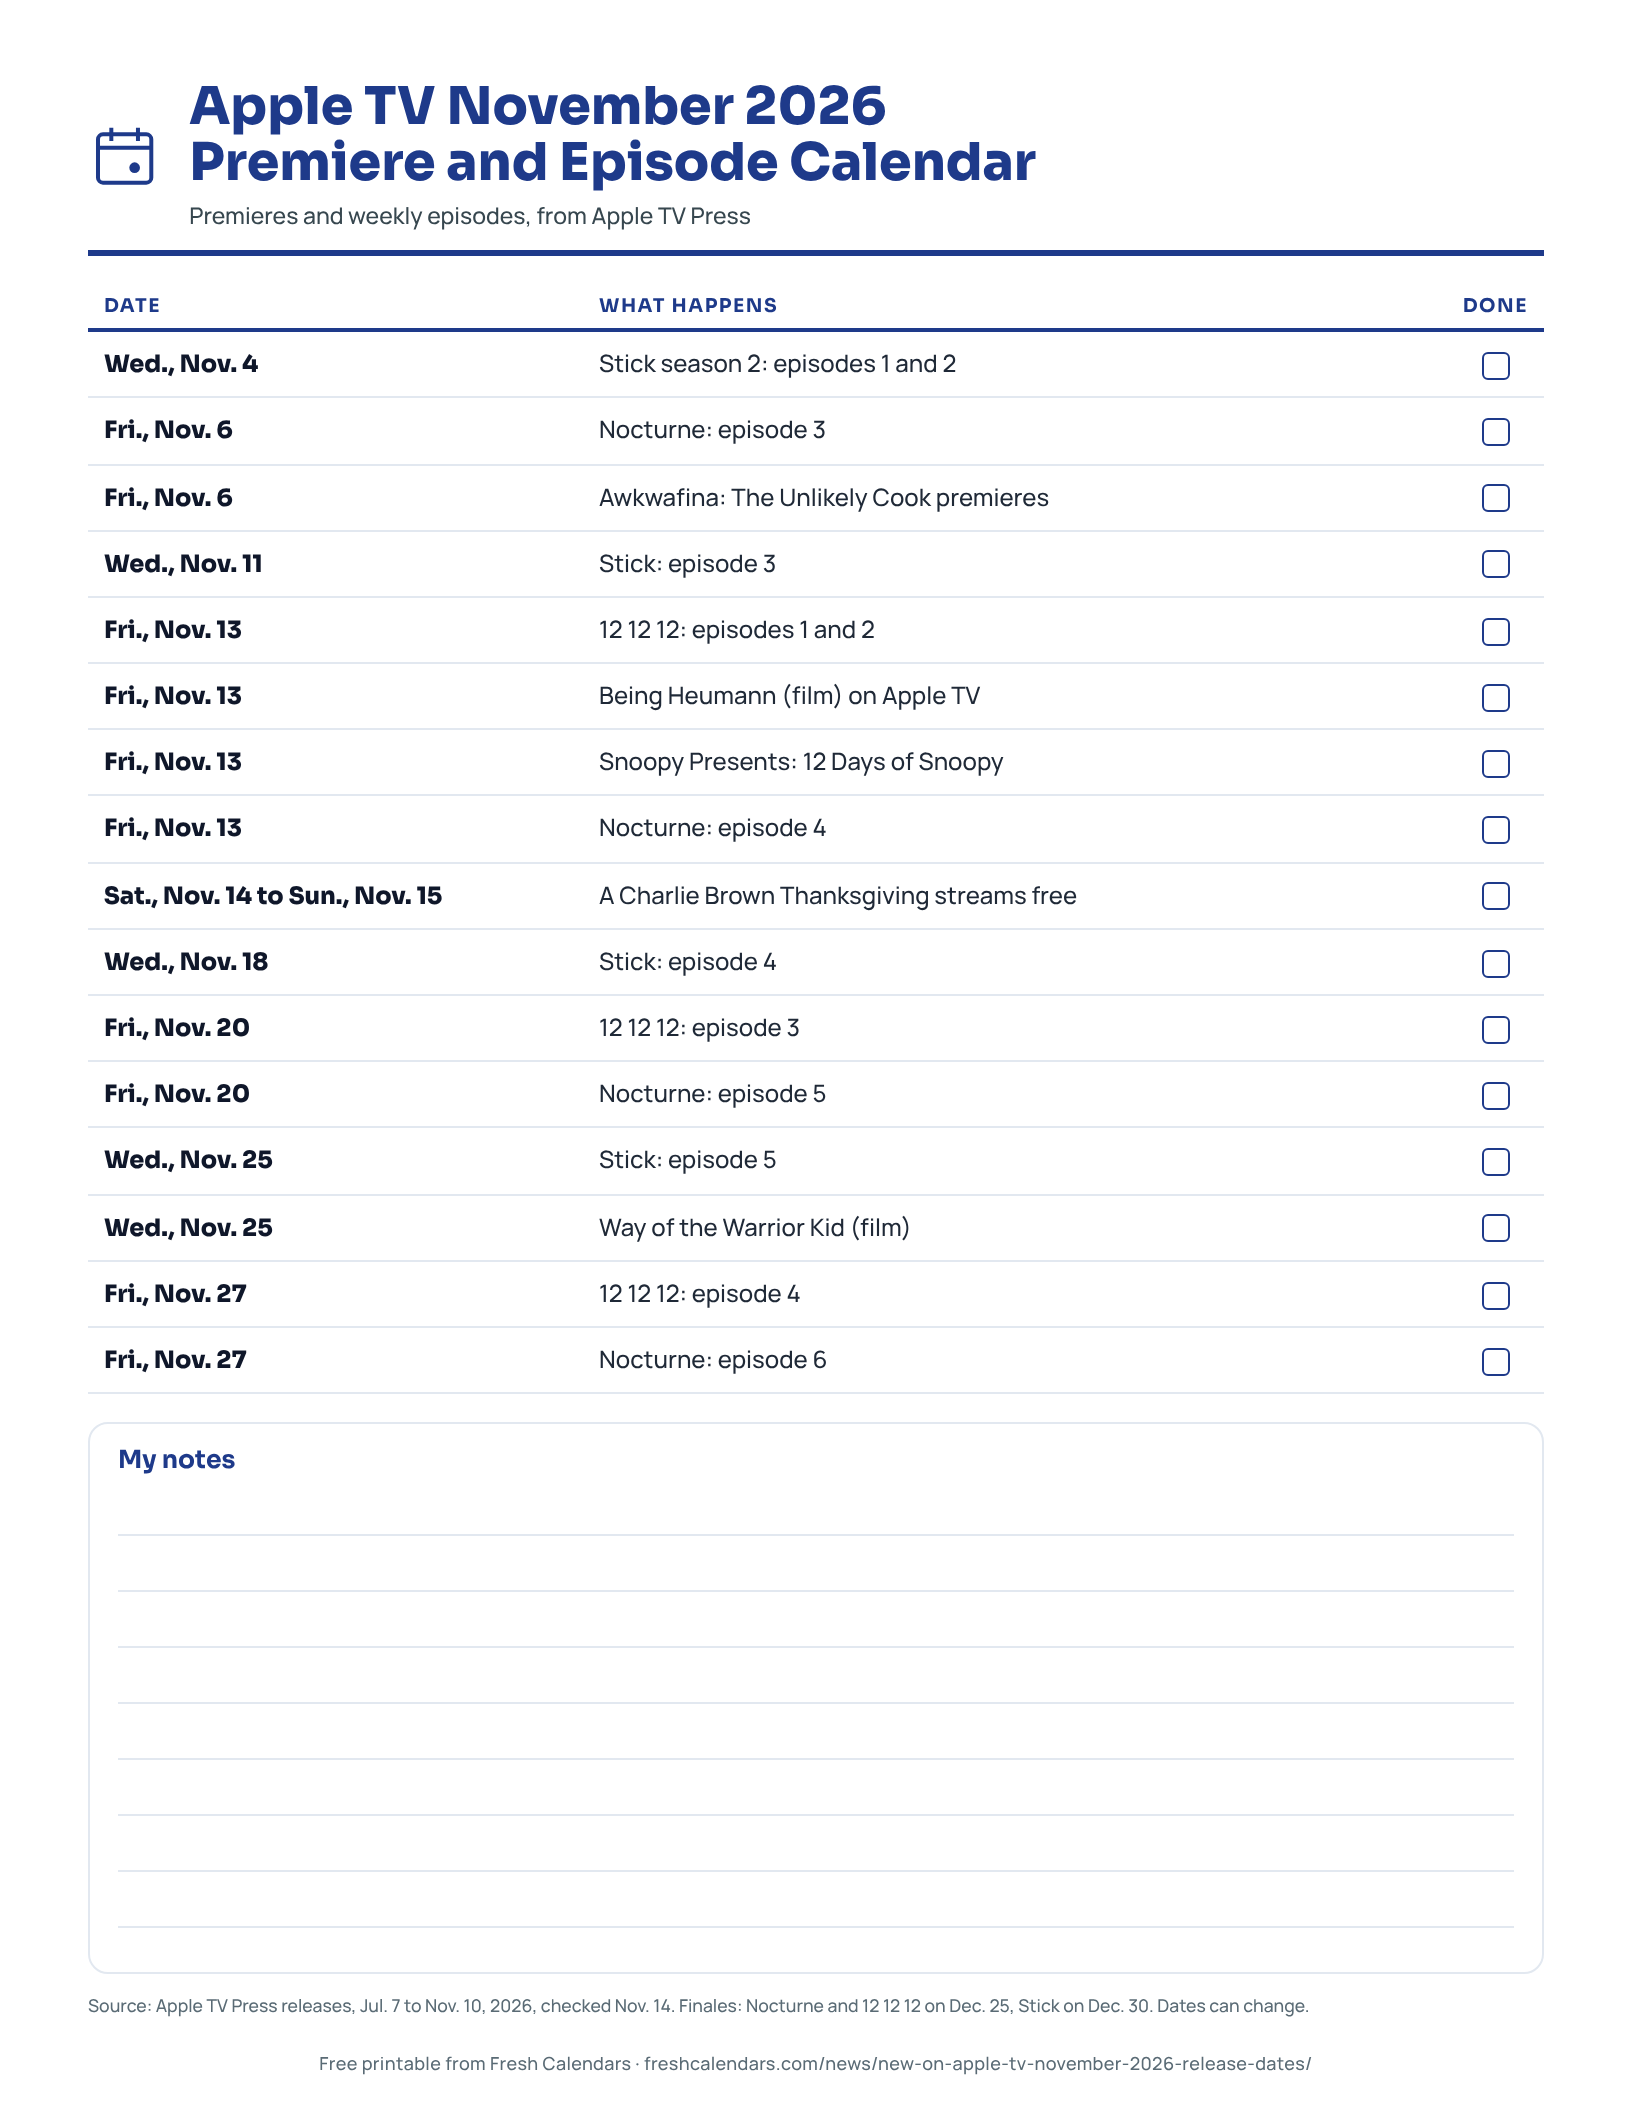 Apple TV November 2026
Premiere and Episode Calendar
Premieres and weekly episodes, from Apple TV Press
DATE WHAT HAPPENS DONE
Wed., Nov. 4 Stick season 2: episodes 1 and 2
Fri., Nov. 6 Nocturne: episode 3
Fri., Nov. 6 Awkwafina: The Unlikely Cook premieres
Wed., Nov. 11 Stick: episode 3
Fri., Nov. 13 12 12 12: episodes 1 and 2
Fri., Nov. 13 Being Heumann (film) on Apple TV
Fri., Nov. 13 Snoopy Presents: 12 Days of Snoopy
Fri., Nov. 13 Nocturne: episode 4
Sat., Nov. 14 to Sun., Nov. 15 A Charlie Brown Thanksgiving streams free
Wed., Nov. 18 Stick: episode 4
Fri., Nov. 20 12 12 12: episode 3
Fri., Nov. 20 Nocturne: episode 5
Wed., Nov. 25 Stick: episode 5
Wed., Nov. 25 Way of the Warrior Kid (film)
Fri., Nov. 27 12 12 12: episode 4
Fri., Nov. 27 Nocturne: episode 6
My notes
Source: Apple TV Press releases, Jul. 7 to Nov. 10, 2026, checked Nov. 14. Finales: Nocturne and 12 12 12 on Dec. 25, Stick on Dec. 30. Dates can change.
Free printable from Fresh Calendars · freshcalendars.com/news/new-on-apple-tv-november-2026-release-dates/